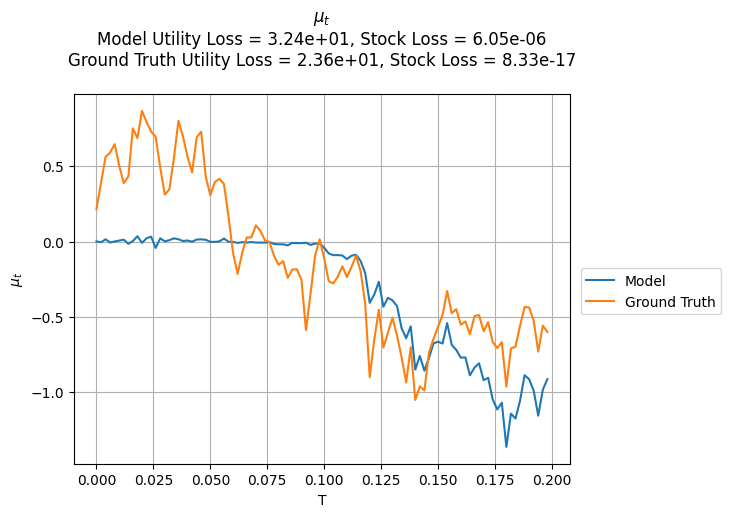 μt
Model Utility Loss = 3.24e+01, Stock Loss = 6.05e-06
Ground Truth Utility Loss = 2.36e+01, Stock Loss = 8.33e-17
0.5
0.0
−0.5
−1.0
μt
0.000 0.025 0.050 0.075 0.100 0.125 0.150 0.175 0.200
T
Model
Ground Truth